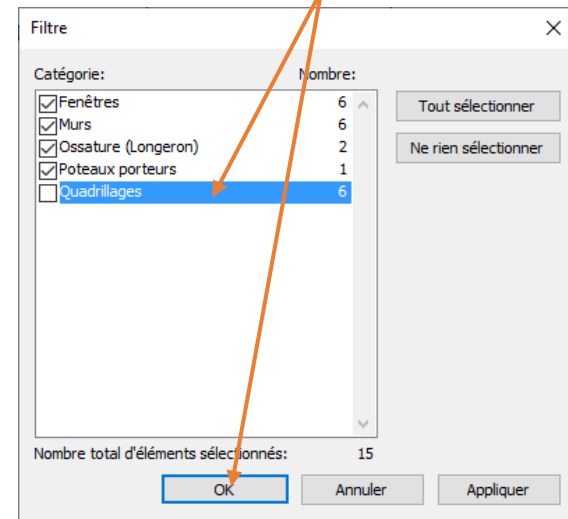 Filtre
Catégorie: Nombre:
Fenêtres 6
Murs 6
Ossature (Longeron) 2
Poteaux porteurs 1
Quadrillages 6
Tout sélectionner
Ne rien sélectionner
Nombre total d'éléments sélectionnés: 15
OK Annuler Appliquer